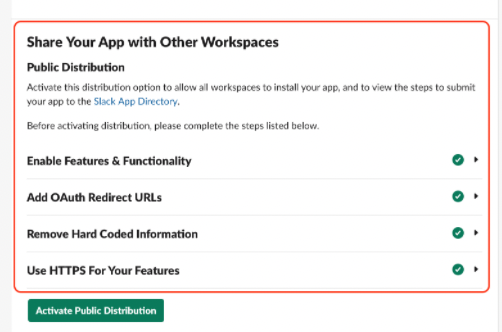 Share Your App with Other Workspaces
Public Distribution
Activate this distribution option to allow all workspaces to install your app, and to view the steps to submit
your app to the Slack App Directory.
Before activating distribution, please complete the steps listed below.
Enable Features & Functionality
Add OAuth Redirect URLs
Remove Hard Coded Information
Use HTTPS For Your Features
Activate Public Distribution